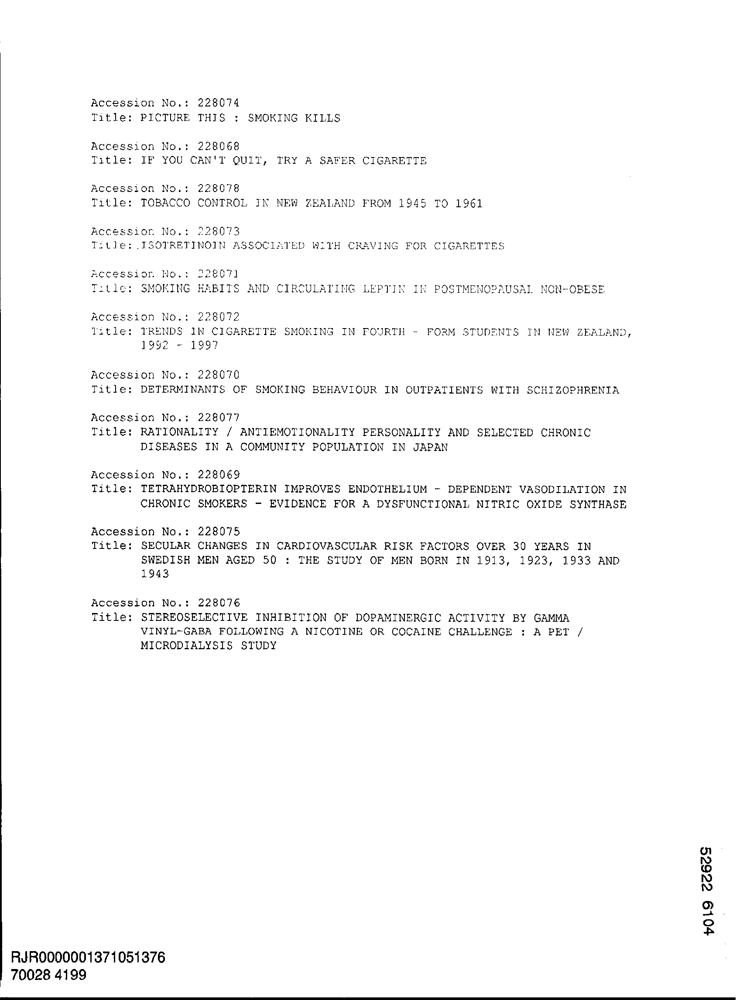 Accession No.: 228074
Title: PICTURE THIS : SMOKING KILLS
Accession No.: 228068
Title: IF YOU CAN'T QUIT, TRY A SAFER CIGARETTE
Accession No.: 228078
Title: TOBACCO CONTROL IN NEW ZEALAND FROM 1945 TO 1961
Accession No.: 228073
Title: ISOTRETINOIN ASSOCIATED WITH CRAVING FOR CIGARETTES
Accession No.: 228071
Title: SMOKING HABITS AND CIRCULATING LEPTIN IN POSTMENOPAUSAL NON-OBESE
Accession No.: 228072
Title: TRENDS IN CIGARETTE SMOKING IN FOURTH - FORM STUDENTS IN NEW ZEALAND,
1992 - 1997
Accession No.: 228070
Title: DETERMINANTS OF SMOKING BEHAVIOUR IN OUTPATIENTS WITH SCHIZOPHRENIA
Accession No.: 228077
Title: RATIONALITY / ANTIEMOTIONALITY PERSONALITY AND SELECTED CHRONIC
DISEASES IN A COMMUNITY POPULATION IN JAPAN
Accession No.: 228069
Title: TETRAHYDROBIOPTERIN IMPROVES ENDOTHELIUM - DEPENDENT VASODILATION IN
CHRONIC SMOKERS - EVIDENCE FOR A DYSFUNCTIONAL NITRIC OXIDE SYNTHASE
Accession No.: 228075
Title: SECULAR CHANGES IN CARDIOVASCULAR RISK FACTORS OVER 30 YEARS IN
SWEDISH MEN AGED 50 : THE STUDY OF MEN BORN IN 1913, 1923, 1933 AND
1943
Accession No.: 228076
Title: STEREOSELECTIVE INHIBITION OF DOPAMINERGIC ACTIVITY BY GAMMA
VINYL-GABA FOLLOWING A NICOTINE OR COCAINE CHALLENGE : A PET /
MICRODIALYSIS STUDY
52922 6104
RJR0000001371051376
70028 4199